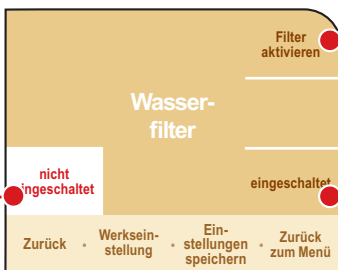 Filter
aktivieren
Wasser-
filter
nicht
eingeschaltet
eingeschaltet
Zurück
Werksein-
stellung
Ein-
stellungen
speichern
Zurück
zum Menü